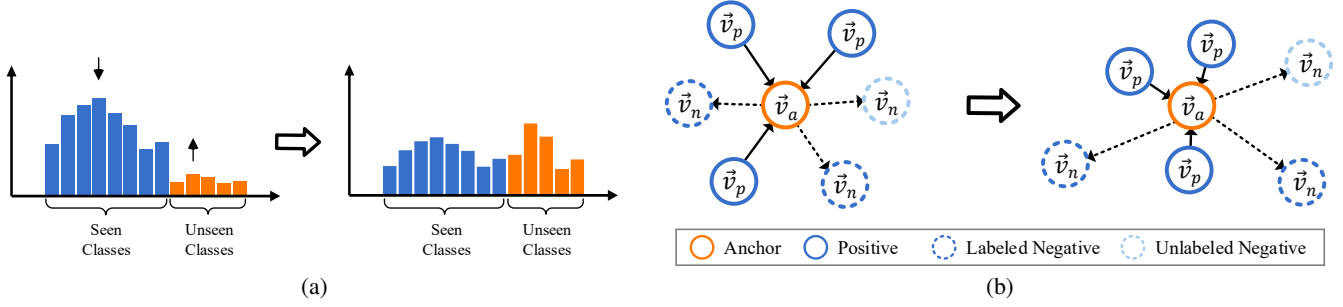 Seen
Classes
Unseen
Classes
Seen
Classes
Unseen
Classes
(a)
v⃗ₚ
v⃗ₚ
v⃗ₙ
v⃗ₐ
v⃗ₙ
v⃗ₚ
v⃗ₙ
v⃗ₚ
v⃗ₙ
v⃗ₚ
v⃗ₐ
v⃗ₙ
v⃗ₚ
v⃗ₙ
Anchor Positive Labeled Negative Unlabeled Negative
(b)